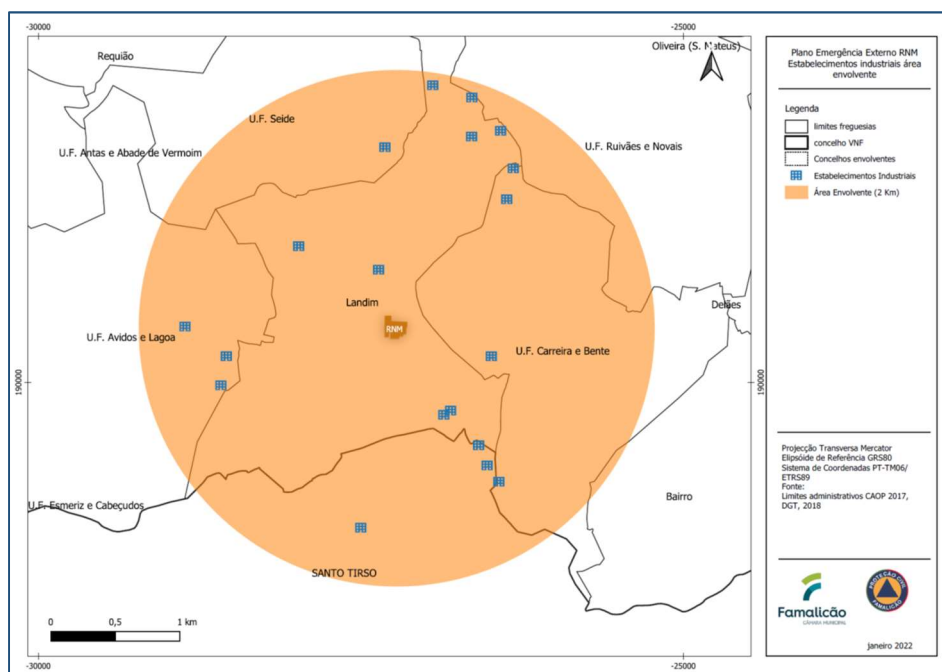 -30000
-25000
Requião
Oliveira (S. Mateus)
U.F. Seide
U.F. Antas e Abade de Vermoim
U.F. Ruivães e Novais
Landim
Delães
RNM
U.F. Avidos e Lagoa
U.F. Carreira e Bente
190000
190000
Bairro
U.F. Esmeriz e Cabeçudos
SANTO TIRSO
0 0,5 1 km
-30000
-25000
Plano Emergência Externo RNM
Estabelecimentos industriais área
envolvente
Legenda
limites freguesias
concelho VNF
Concelhos envolventes
Estabelecimentos Industriais
Área Envolvente (2 Km)
Projecção Transversa Mercator
Elipsóide de Referência GRS80
Sistema de Coordenadas PT-TM06/
ETRS89
Fonte:
Limites administrativos CAOP 2017,
DGT, 2018
Famalicão
CÂMARA MUNICIPAL
PROTEÇÃO CIVIL
FAMALICÃO
janeiro 2022